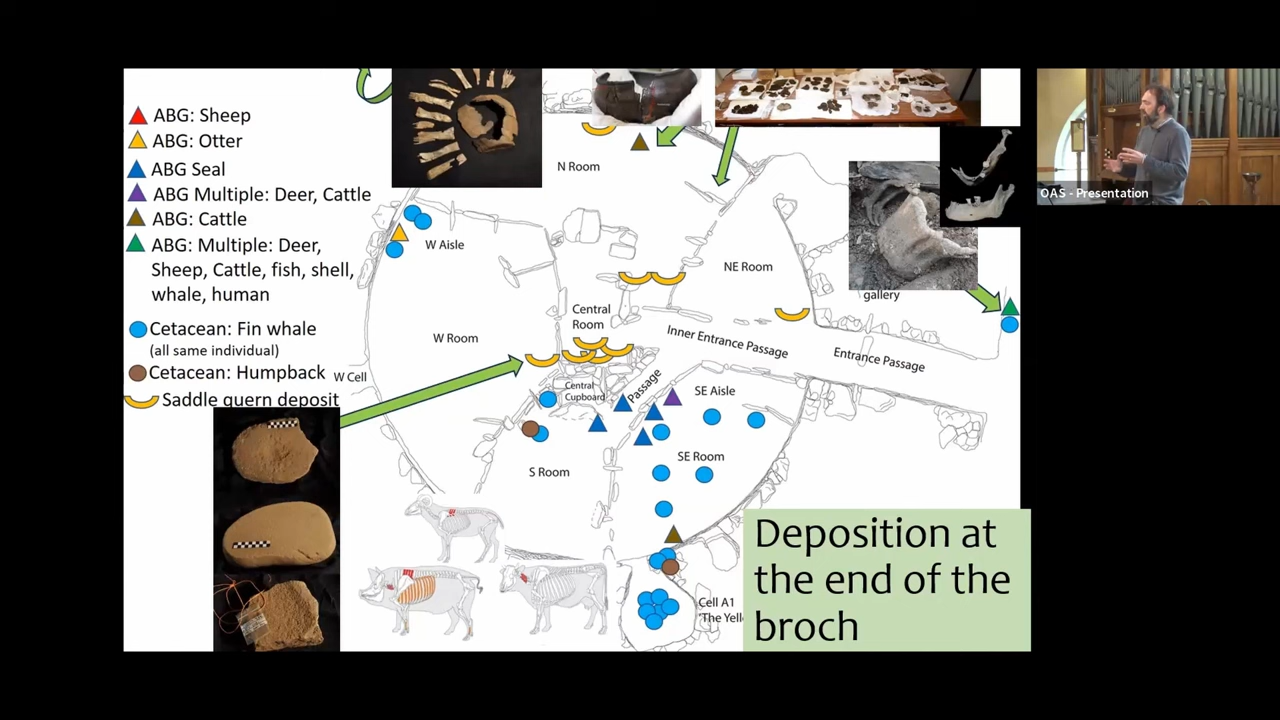 ABG: Sheep
ABG: Otter
ABG Seal
ABG Multiple: Deer, Cattle
ABG: Cattle
ABG: Multiple: Deer,
Sheep, Cattle, fish, shell,
whale, human
Cetacean: Fin whale
(all same individual)
Cetacean: Humpback
Saddle quern deposit
N Room
W Aisle
NE Room
gallery
Central
Room
W Room
Inner Entrance Passage
Entrance Passage
W Cell
Central
Cupboard
Passage
SE Aisle
SE Room
S Room
Cell A1
'The Yell
Deposition at
the end of the
broch
OAS - Presentation